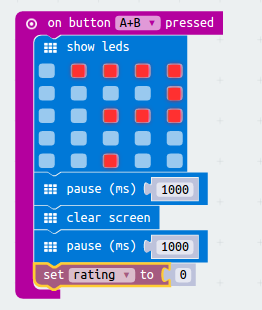 on button A+B pressed
show leds
pause (ms) 1000
clear screen
pause (ms) 1000
set rating to 0